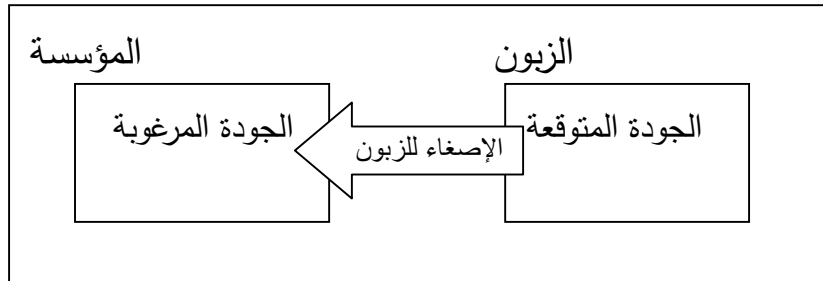 الزبون
المؤسسة
الجودة المتوقعة
الإصغاء للزبون
الجودة المرغوبة